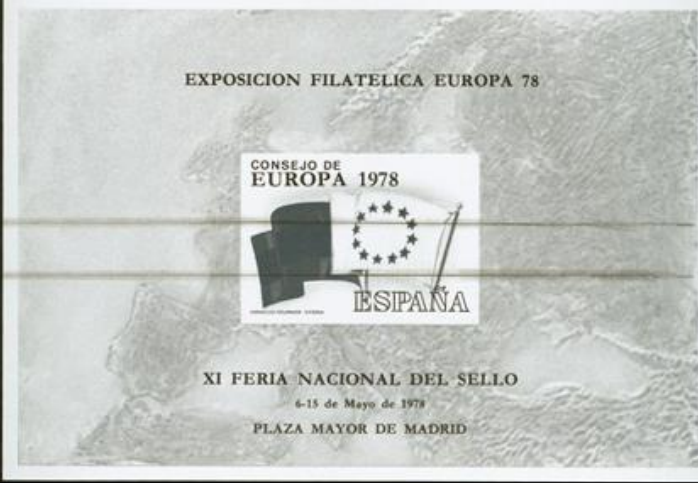 EXPOSICION FILATELICA EUROPA 78
CONSEJO DE
EUROPA 1978
ESPAÑA
XI FERIA NACIONAL DEL SELLO
6-15 de Mayo de 1978
PLAZA MAYOR DE MADRID